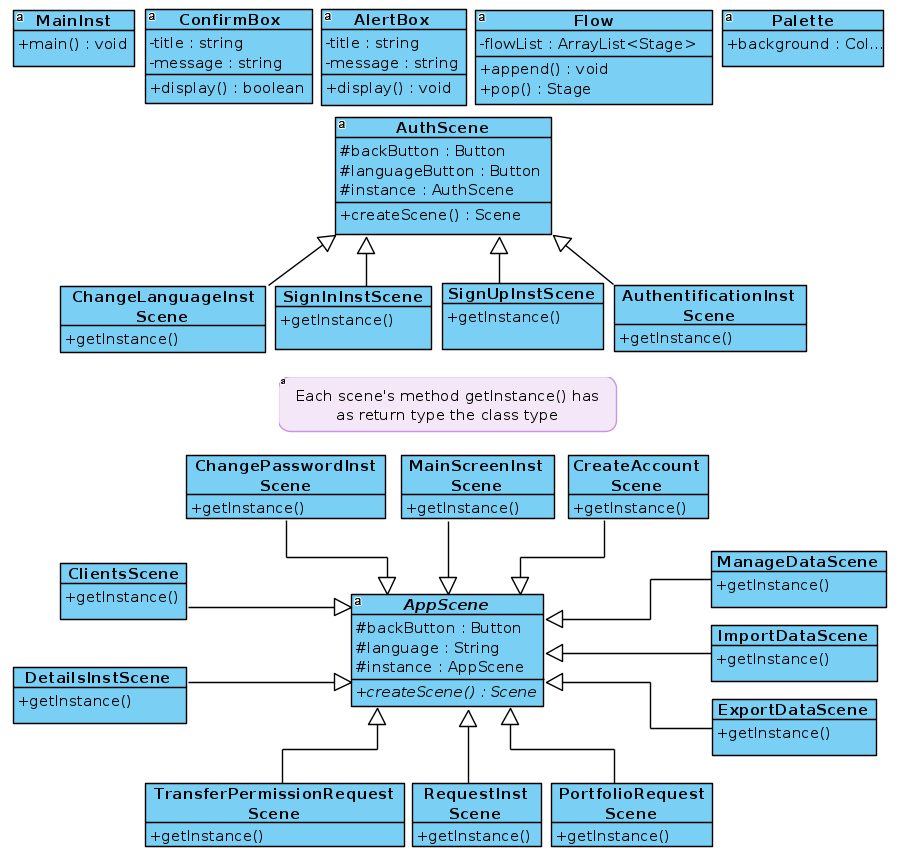 a
MainInst
+main() : void
a
ConfirmBox
-title : string
-message : string
+display() : boolean
a
AlertBox
-title : string
-message : string
+display() : void
a
Flow
-flowList : ArrayList<Stage>
+append() : void
+pop() : Stage
a
Palette
+background : Col...
a
AuthScene
#backButton : Button
#languageButton : Button
#instance : AuthScene
+createScene() : Scene
ChangeLanguageInst
Scene
+getInstance()
SignInInstScene
+getInstance()
SignUpInstScene
+getInstance()
AuthentificationInst
Scene
+getInstance()
a
Each scene's method getInstance() has
as return type the class type
ChangePasswordInst
Scene
+getInstance()
MainScreenInst
Scene
+getInstance()
CreateAccount
Scene
+getInstance()
ClientsScene
+getInstance()
DetailsInstScene
+getInstance()
a
AppScene
#backButton : Button
#language : String
#instance : AppScene
+createScene() : Scene
ManageDataScene
+getInstance()
ImportDataScene
+getInstance()
ExportDataScene
+getInstance()
TransferPermissionRequest
Scene
+getInstance()
RequestInst
Scene
+getInstance()
PortfolioRequest
Scene
+getInstance()